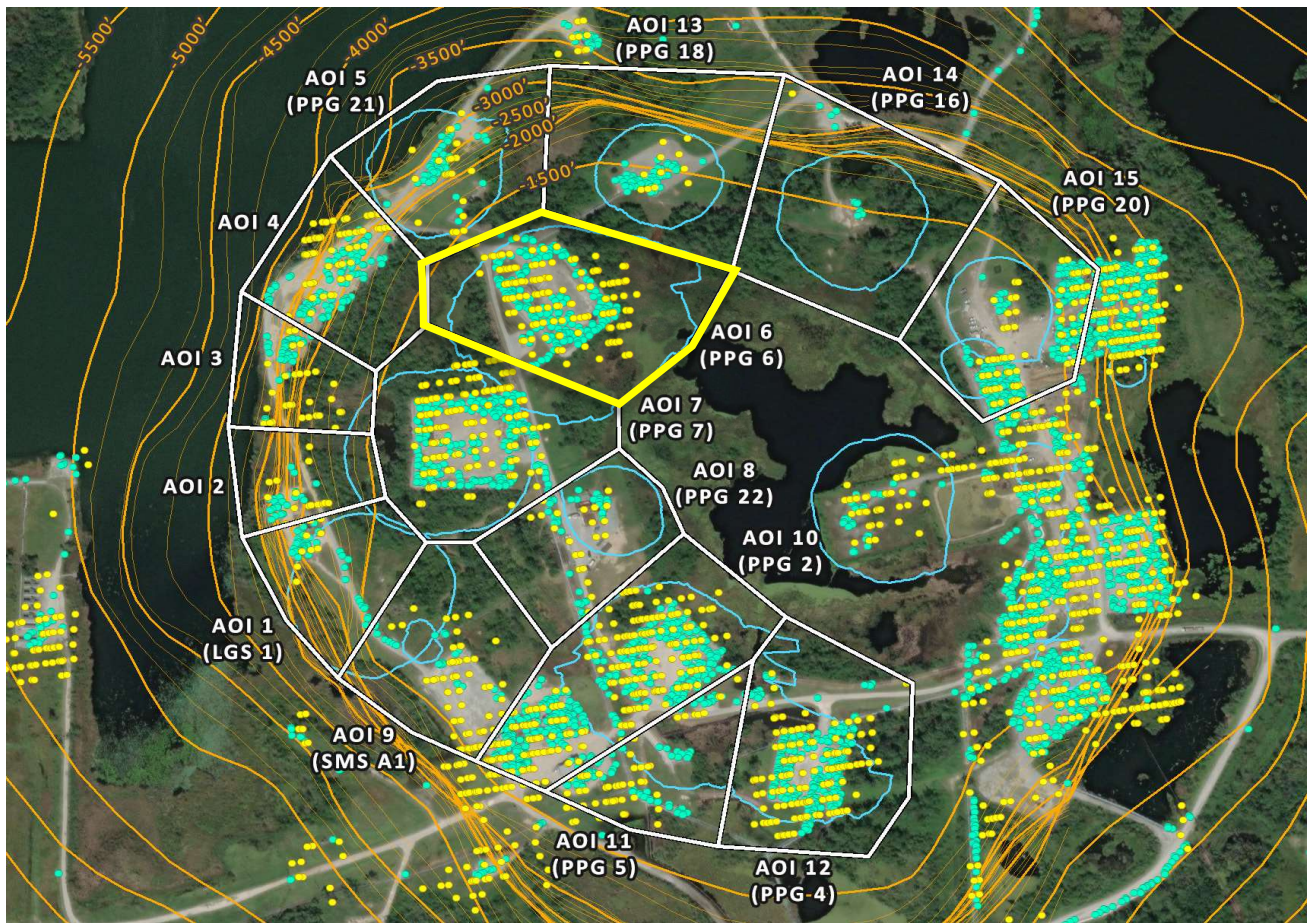 -5500'
-5000'
-4500'
-4000'
-3500'
-3000'
-2500'
-2000'
-1500'
AOI 13
(PPG 18)
AOI 5
(PPG 21)
AOI 14
(PPG 16)
AOI 15
(PPG 20)
AOI 4
AOI 6
(PPG 6)
AOI 3
AOI 7
(PPG 7)
AOI 2
AOI 8
(PPG 22)
AOI 10
(PPG 2)
AOI 1
(LGS 1)
AOI 9
(SMS A1)
AOI 11
(PPG 5)
AOI 12
(PPG 4)